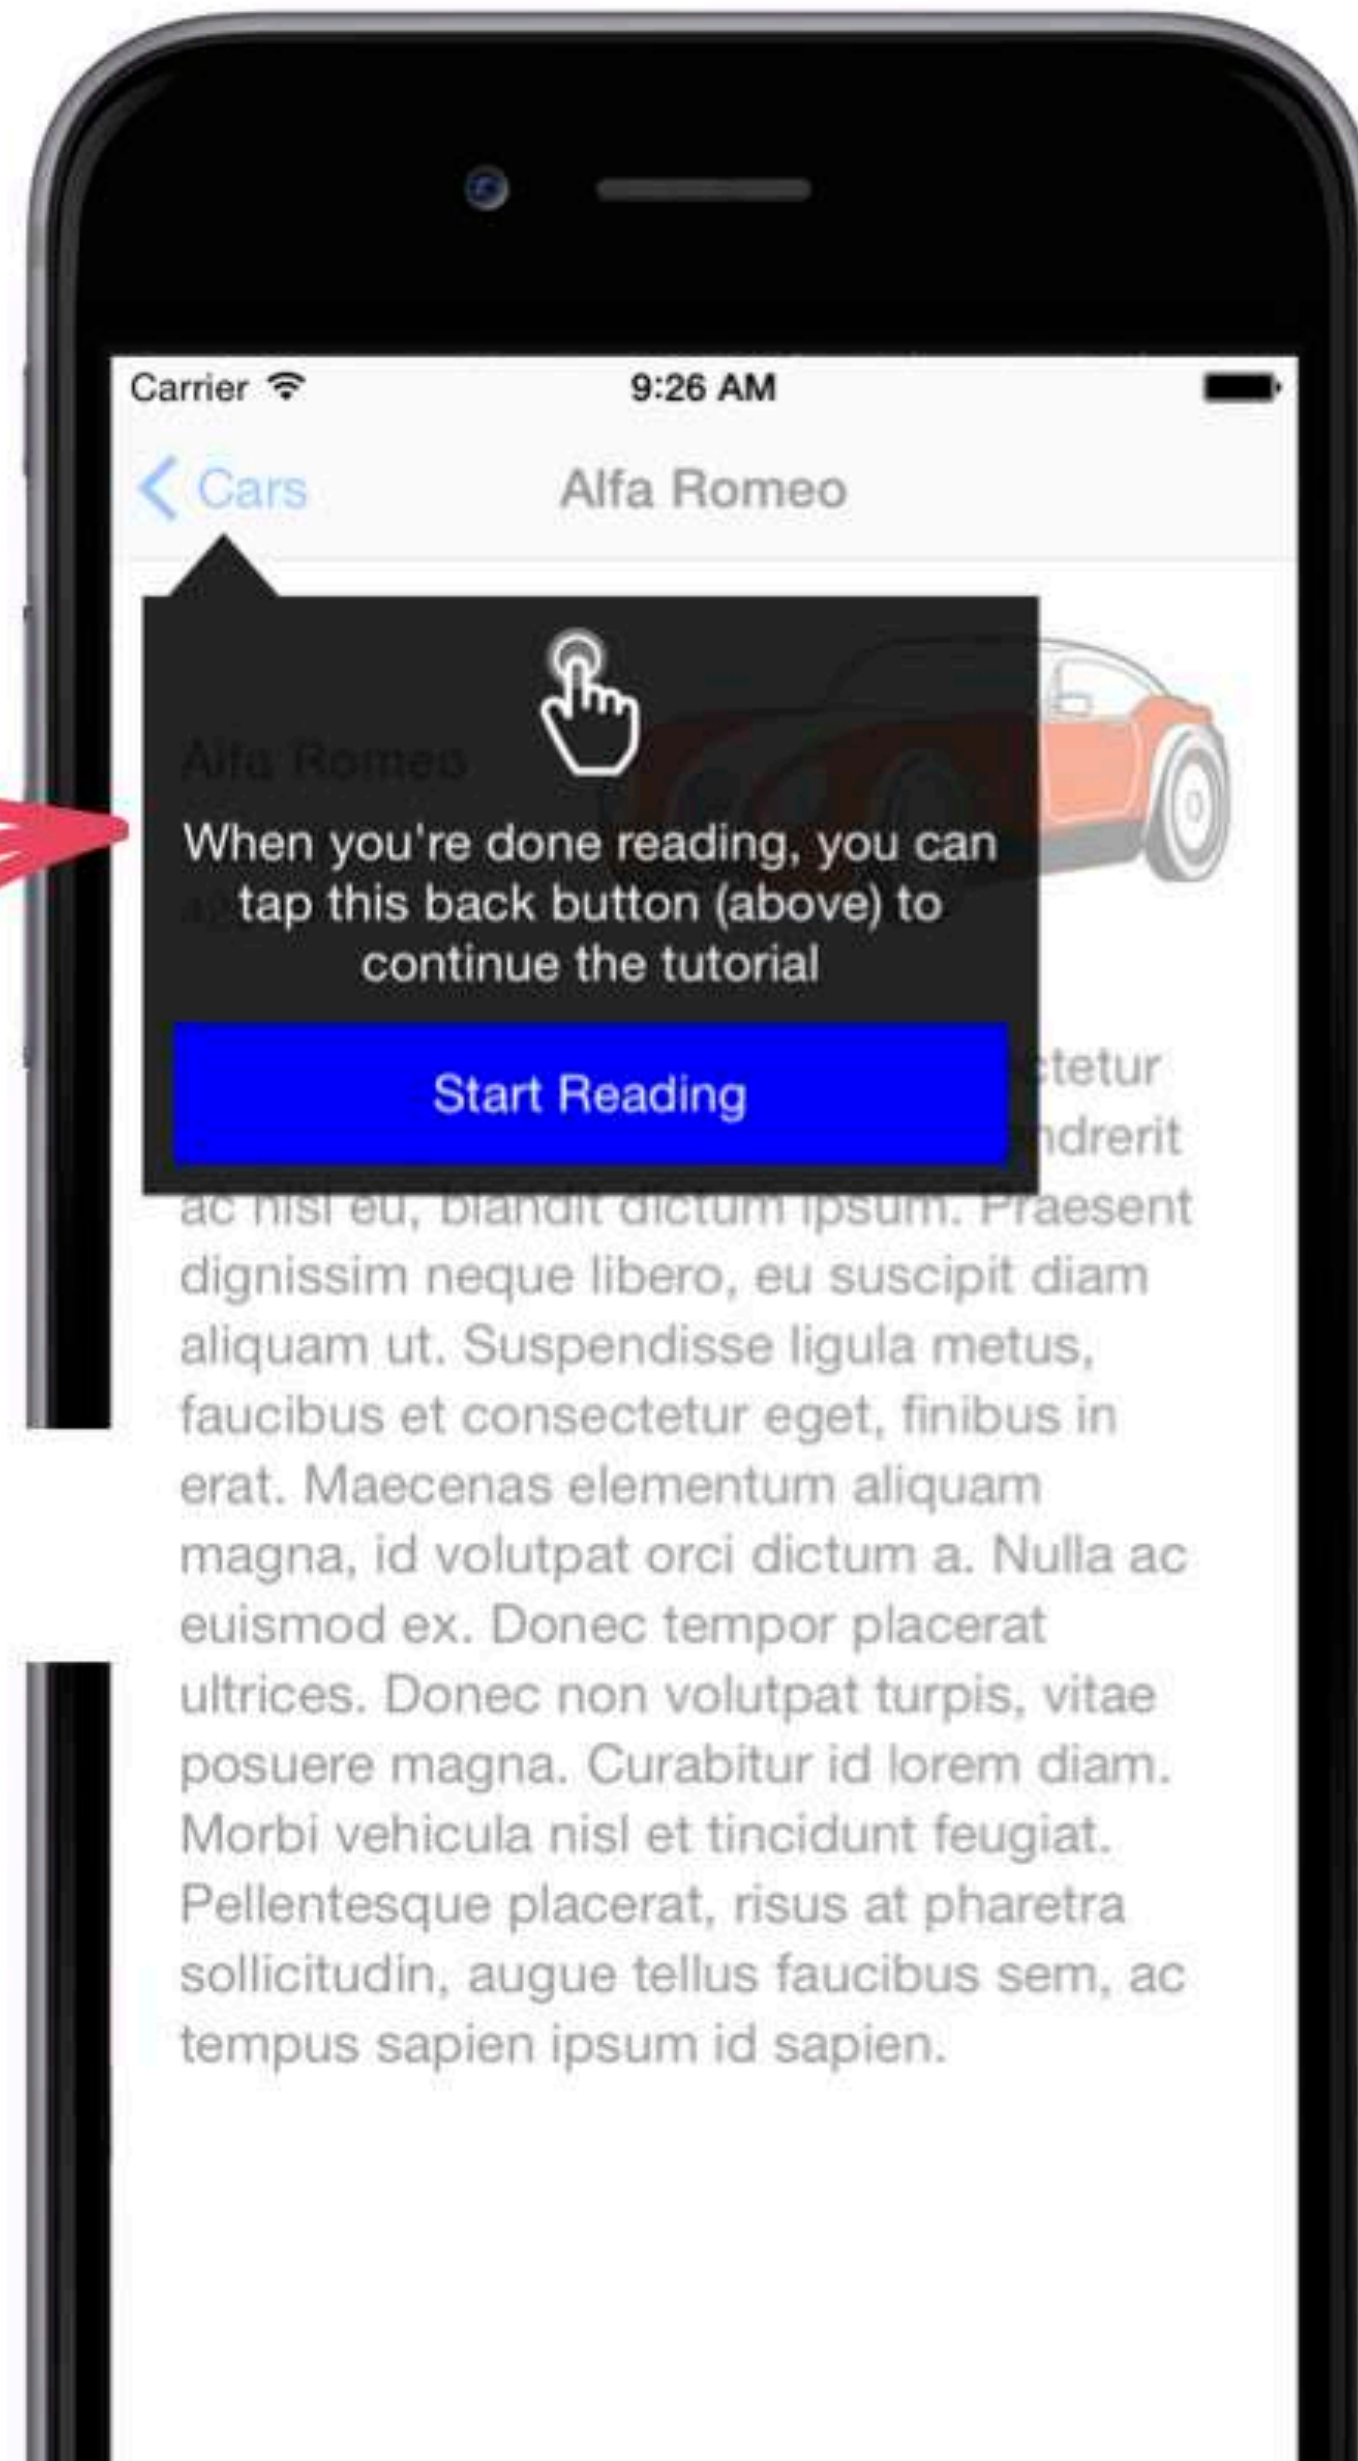 Carrier
9:26 AM
Cars
Alfa Romeo
Alfa Romeo
When you're done reading, you can
tap this back button (above) to
continue the tutorial
Start Reading
ctetur
ndrerit
ac nisl eu, blandit dictum ipsum. Praesent
dignissim neque libero, eu suscipit diam
aliquam ut. Suspendisse ligula metus,
faucibus et consectetur eget, finibus in
erat. Maecenas elementum aliquam
magna, id volutpat orci dictum a. Nulla ac
euismod ex. Donec tempor placerat
ultrices. Donec non volutpat turpis, vitae
posuere magna. Curabitur id lorem diam.
Morbi vehicula nisl et tincidunt feugiat.
Pellentesque placerat, risus at pharetra
sollicitudin, augue tellus faucibus sem, ac
tempus sapien ipsum id sapien.